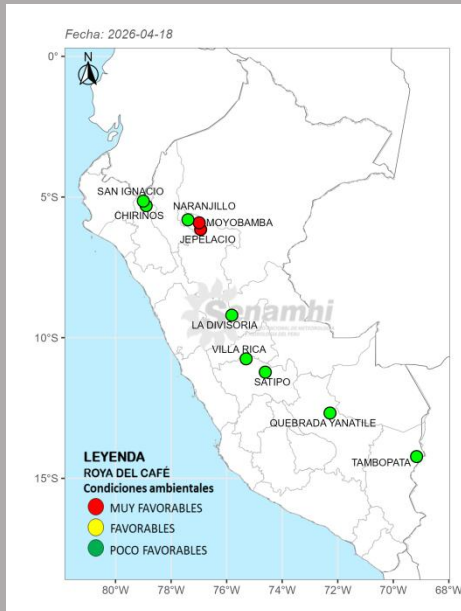 Fecha: 2026-04-18
N
0°
5°S
10°S
15°S
SAN IGNACIO
CHIRINOS
NARANJILLO
MOYOBAMBA
JEPELACIO
Senamhi
LA DIVISORIA
VILLA RICA
SATIPO
QUEBRADA YANATILE
TAMBOPATA
LEYENDA
ROYA DEL CAFÉ
Condiciones ambientales
MUY FAVORABLES
FAVORABLES
POCO FAVORABLES
80°W
78°W
76°W
74°W
72°W
70°W
68°W